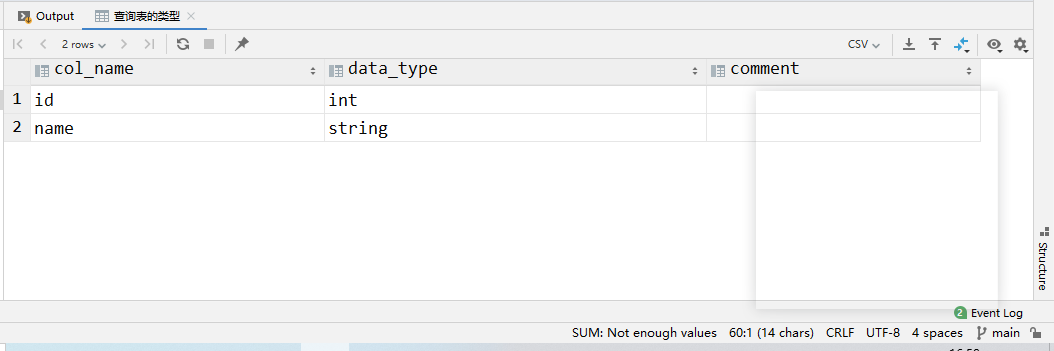 Output 查询表的类型
2 rows CSV
col_name data_type comment
1 id int
2 name string
Structure
2 Event Log
SUM: Not enough values 60:1 (14 chars) CRLF UTF-8 4 spaces main